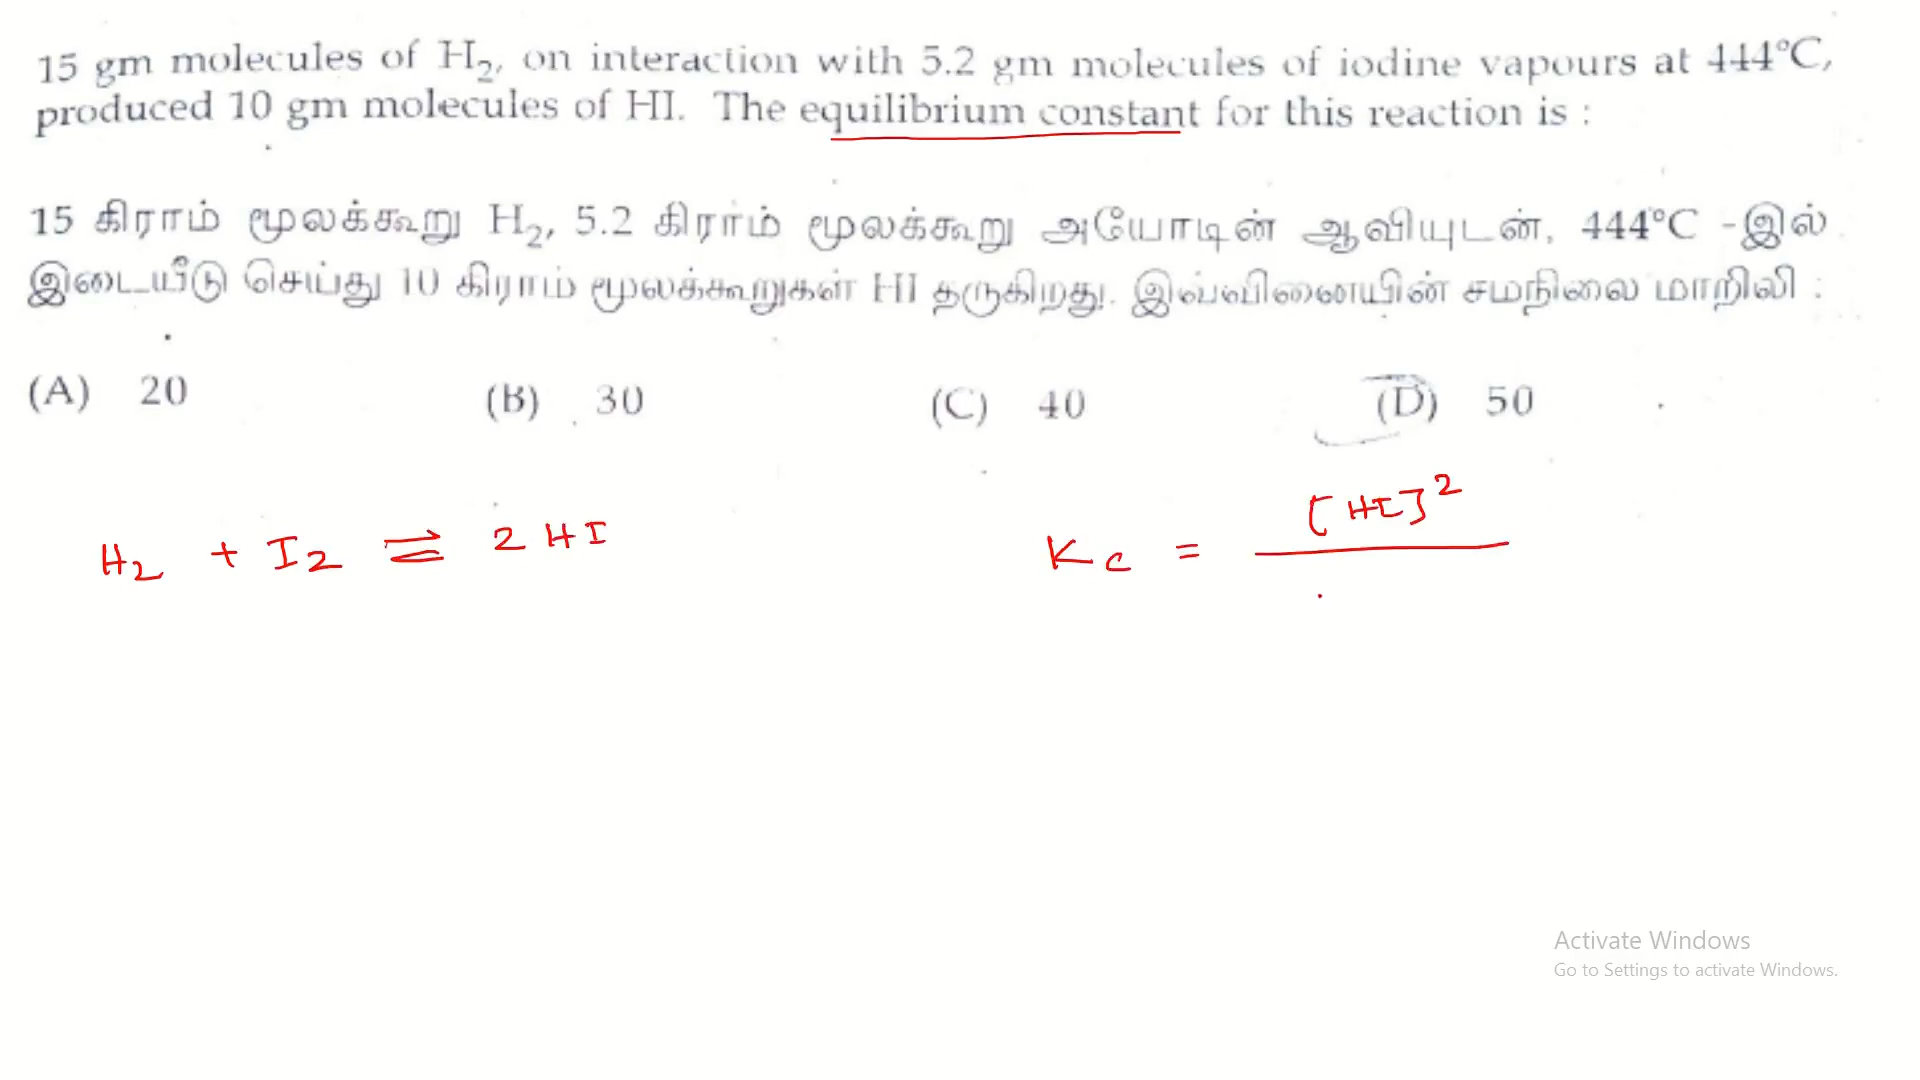 15 gm molecules of H₂, on interaction with 5.2 gm molecules of iodine vapours at 444°C,
produced 10 gm molecules of HI. The equilibrium constant for this reaction is :
15 கிராம் மூலக்கூறு H₂, 5.2 கிராம் மூலக்கூறு அயோடின் ஆவியுடன், 444°C -இல்
இடையீடு செய்து 10 கிராம் மூலக்கூறுகள் HI தருகிறது. இவ்வினையின் சமநிலை மாறிலி :
(A) 20 (B) 30 (C) 40 (D) 50
H₂ + I₂ ⇌ 2 HI Kc = [HI]²
Activate Windows
Go to Settings to activate Windows.